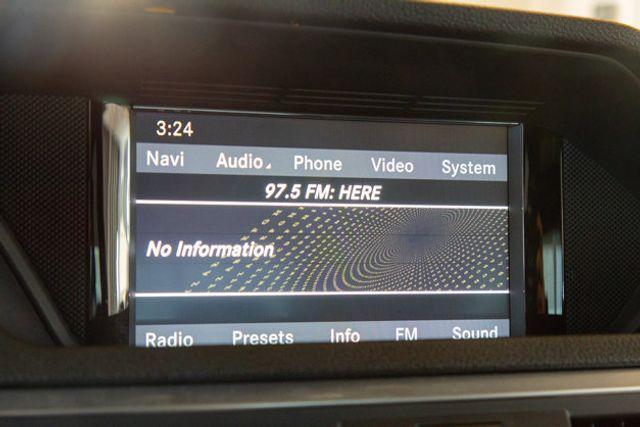 3:24
Navi Audio Phone Video System
97.5 FM: HERE
No Information
Radio Presets Info FM Sound